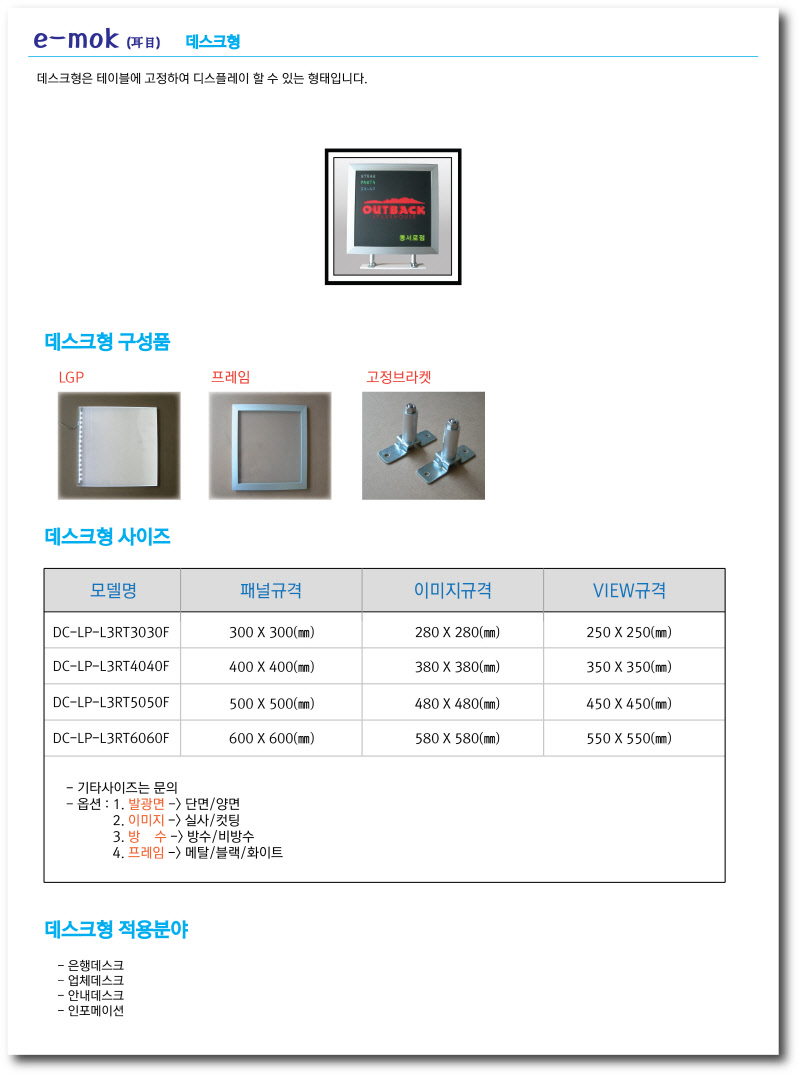 e-mok (耳目) 데스크형
데스크형은 테이블에 고정하여 디스플레이 할 수 있는 형태입니다.
STEAK
PASTA
SALAD
OUTBACK
STEAKHOUSE
동서로점
데스크형 구성품
LGP 프레임 고정브라켓
데스크형 사이즈
모델명 패널규격 이미지규격 VIEW규격
DC-LP-L3RT3030F 300 X 300(㎜) 280 X 280(㎜) 250 X 250(㎜)
DC-LP-L3RT4040F 400 X 400(㎜) 380 X 380(㎜) 350 X 350(㎜)
DC-LP-L3RT5050F 500 X 500(㎜) 480 X 480(㎜) 450 X 450(㎜)
DC-LP-L3RT6060F 600 X 600(㎜) 580 X 580(㎜) 550 X 550(㎜)
- 기타사이즈는 문의
- 옵션 : 1. 발광면 -> 단면/양면
2. 이미지 -> 실사/컷팅
3. 방 수 -> 방수/비방수
4. 프레임 -> 메탈/블랙/화이트
데스크형 적용분야
- 은행데스크
- 업체데스크
- 안내데스크
- 인포메이션